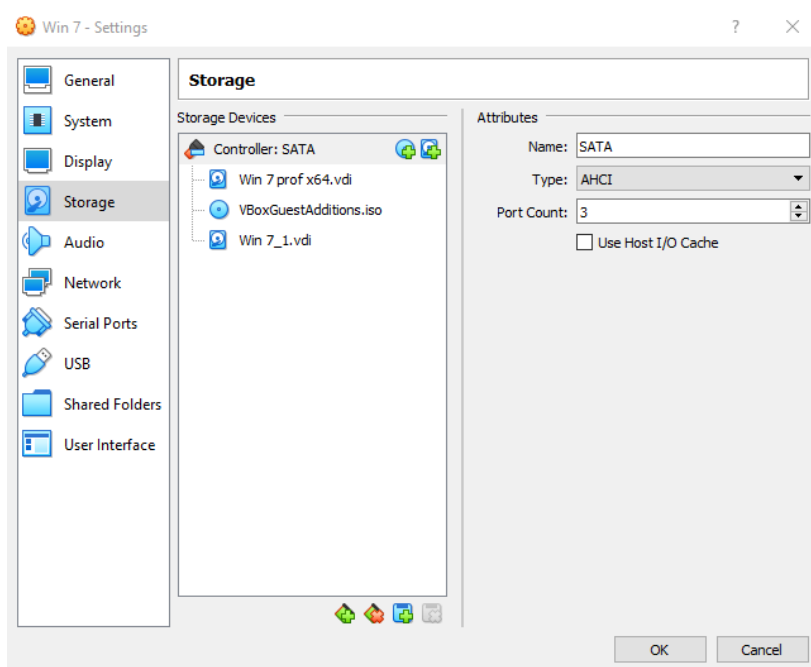 Win 7 - Settings
?
General
System
Display
Storage
Audio
Network
Serial Ports
USB
Shared Folders
User Interface
Storage
Storage Devices
Controller: SATA
Win 7 prof x64.vdi
VBoxGuestAdditions.iso
Win 7_1.vdi
Attributes
Name: SATA
Type: AHCI
Port Count: 3
Use Host I/O Cache
OK
Cancel